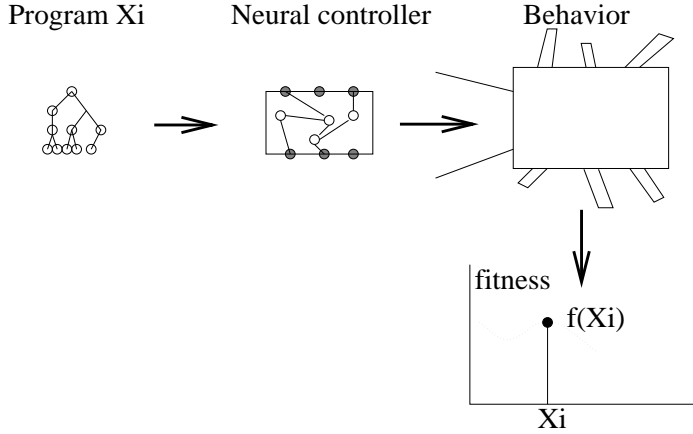 Program Xi
Neural controller
Behavior
fitness
f(Xi)
Xi